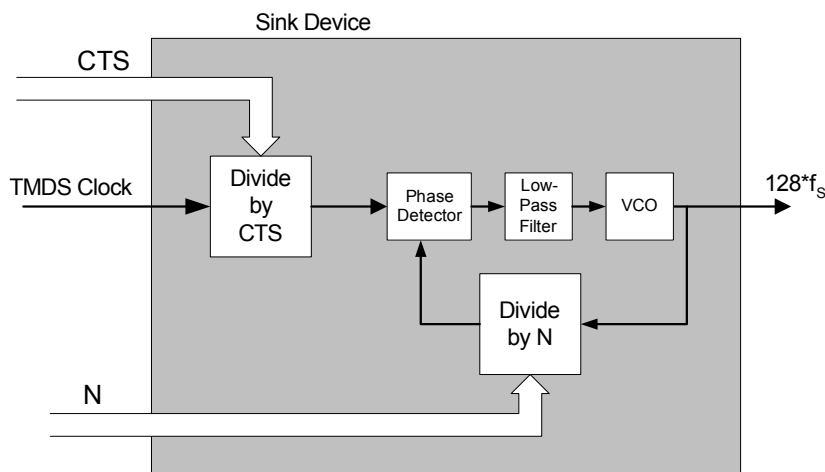 Sink Device
CTS
TMDS Clock
Divide
by
CTS
Phase
Detector
Low-
Pass
Filter
VCO
128*fS
Divide
by N
N